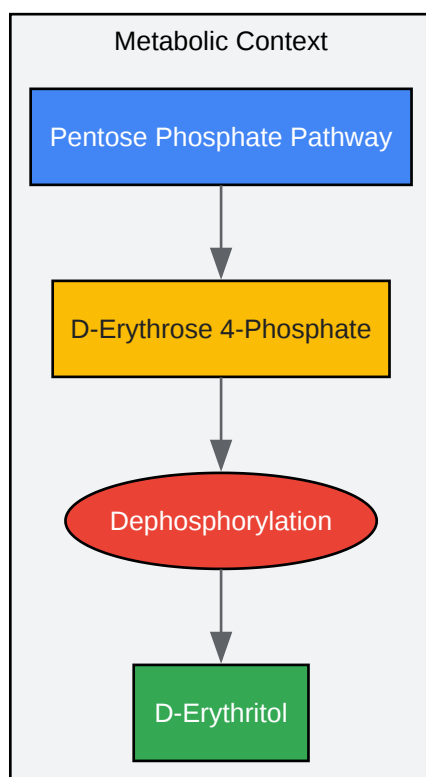 Metabolic Context
Pentose Phosphate Pathway
D-Erythrose 4-Phosphate
Dephosphorylation
D-Erythritol